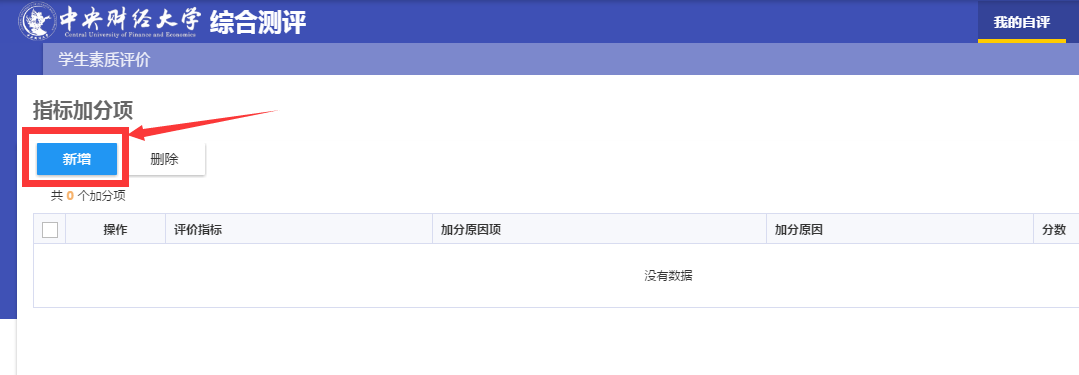 中央财经大学 综合测评 我的自评
Central University of Finance and Economics
学生素质评价
指标加分项
新增 删除
共 0 个加分项
操作 评价指标 加分原因项 加分原因 分数
没有数据